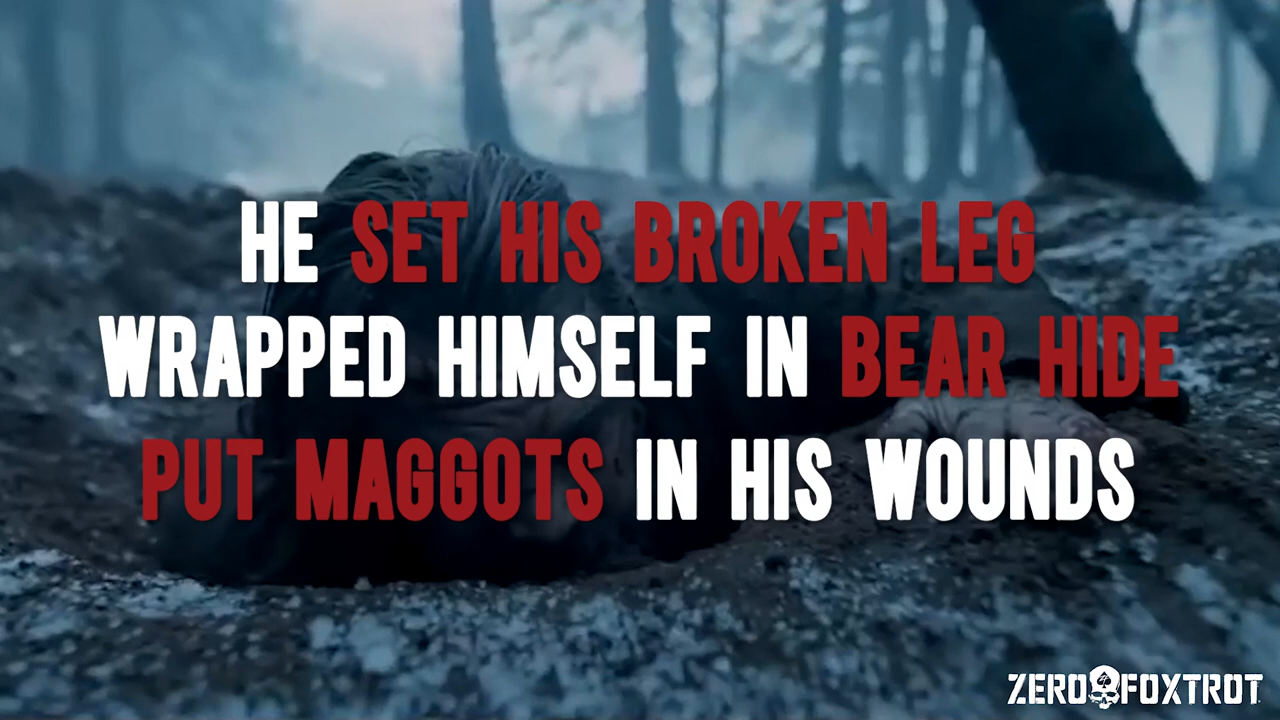 HE SET HIS BROKEN LEG
WRAPPED HIMSELF IN BEAR HIDE
PUT MAGGOTS IN HIS WOUNDS
ZERO FOXTROT